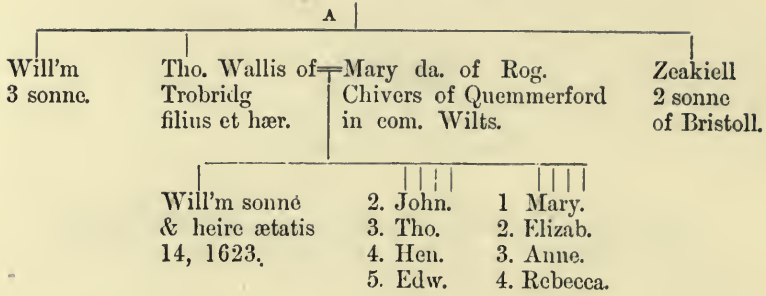 A
Will'm
3 sonne.
Tho. Wallis of
Trobridg
filius et hær.
Mary da. of Rog.
Chivers of Quemmerford
in com. Wilts.
Zeakiell
2 sonne
of Bristoll.
Will'm sonne
& heire ætatis
14, 1623.
2. John.
3. Tho.
4. Hen.
5. Edw.
1 Mary.
2. Elizab.
3. Anne.
4. Rebecca.